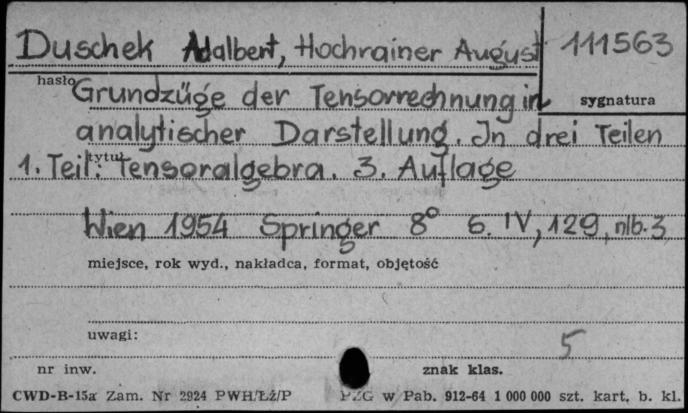 Duschek Adalbert, Hochrainer August 111563
hasło
sygnatura
Grundzüge der Tensorrechnung in
analytischer Darstellung. In drei Teilen
tytuł
1. Teil: Tensoralgebra. 3. Auflage
Wien 1954 Springer 8° S. IV, 129, nlb. 3
miejsce, rok wyd., nakładca, format, objętość
uwagi:
5
nr inw. znak klas.
CWD-B-15a Zam. Nr 2924 PWH/Łź/P PZG w Pab. 912-64 1 000 000 szt. kart. b. kl.